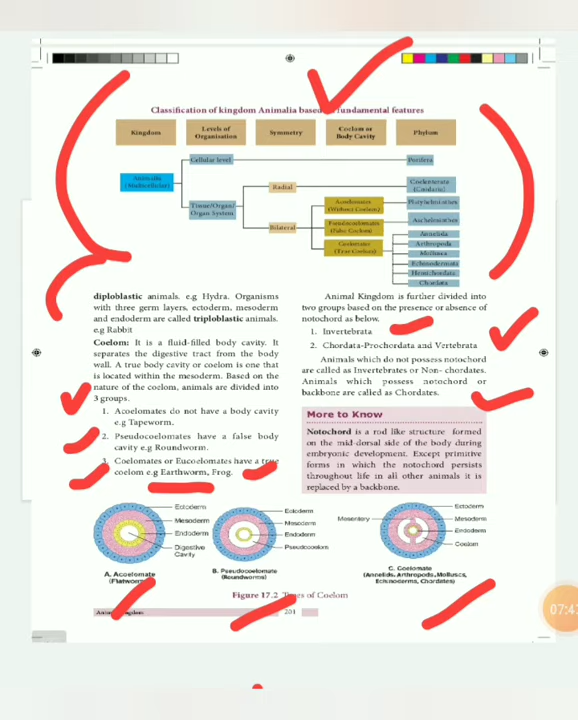 Classification of kingdom Animalia based fundamental features
Kingdom
Levels of
Organisation
Symmetry
Coelom or
Body Cavity
Phylum
Cellular level
Porifera
Animalia
(Multicellular)
Radial
Coelenterata
(Cnidaria)
Tissue/Organ/
Organ System
Acoelomates
(Without Coelom)
Platyhelminthes
Bilateral
Pseudocoelomates
(False Coelom)
Aschelminthes
Coelomates
(True Coelom)
Annelida
Arthropoda
Mollusca
Echinodermata
Hemichordata
Chordata
diploblastic animals. e.g Hydra. Organisms
with three germ layers, ectoderm, mesoderm
and endoderm are called triploblastic animals.
e.g Rabbit
Coelom: It is a fluid-filled body cavity. It
separates the digestive tract from the body
wall. A true body cavity or coelom is one that
is located within the mesoderm. Based on the
nature of the coelom, animals are divided into
3 groups.
1. Acoelomates do not have a body cavity
e.g Tapeworm.
2. Pseudocoelomates have a false body
cavity e.g Roundworm.
3. Coelomates or Eucoelomates have a true
coelom e.g Earthworm, Frog.
Animal Kingdom is further divided into
two groups based on the presence or absence of
notochord as below.
1. Invertebrata
2. Chordata-Prochordata and Vertebrata
Animals which do not possess notochord
are called as Invertebrates or Non- chordates.
Animals which possess notochord or
backbone are called as Chordates.
More to Know
Notochord is a rod like structure formed
on the mid-dorsal side of the body during
embryonic development. Except primitive
forms in which the notochord persists
throughout life in all other animals it is
replaced by a backbone.
Ectoderm
Mesoderm
Endoderm
Digestive
Cavity
A. Acoelomate
(Flatworm)
Ectoderm
Mesoderm
Endoderm
Pseudocoelom
B. Pseudocoelomate
(Roundworms)
Mesentery
Ectoderm
Mesoderm
Endoderm
Coelom
C. Coelomate
(Annelids, Arthropods, Molluscs,
Echinoderms, Chordates)
Figure 17.2 Types of Coelom
Animal Kingdom
201